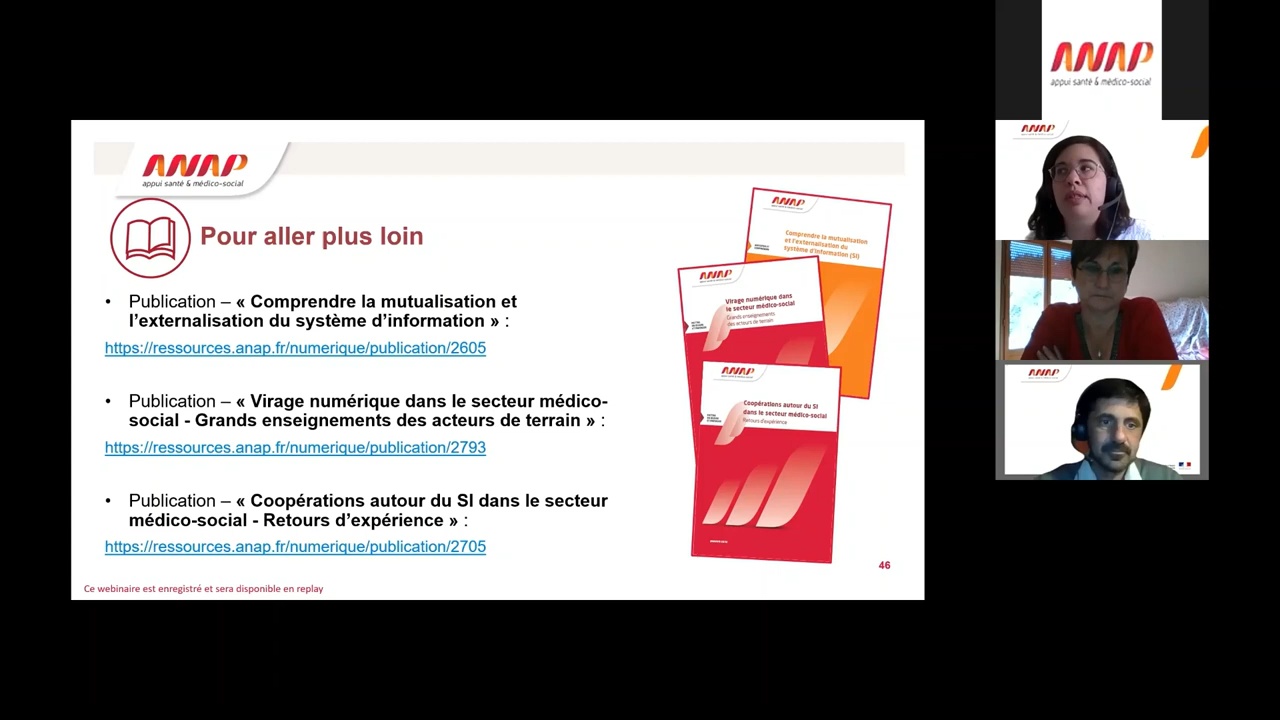 ANAP
appui santé & médico-social
Pour aller plus loin
• Publication – « Comprendre la mutualisation et
l'externalisation du système d'information » :
https://ressources.anap.fr/numerique/publication/2605
• Publication – « Virage numérique dans le secteur médico-
social - Grands enseignements des acteurs de terrain » :
https://ressources.anap.fr/numerique/publication/2793
• Publication – « Coopérations autour du SI dans le secteur
médico-social - Retours d'expérience » :
https://ressources.anap.fr/numerique/publication/2705
Ce webinaire est enregistré et sera disponible en replay
46
ANAP
Comprendre la mutualisation
et l'externalisation du
système d'information (SI)
ANAP
Virage numérique dans
le secteur médico-social
Grands enseignements
des acteurs de terrain
ANAP
Coopérations autour du SI
dans le secteur médico-social
Retours d'expérience
ANAP
appui santé & médico-social
ANAP
ANAP